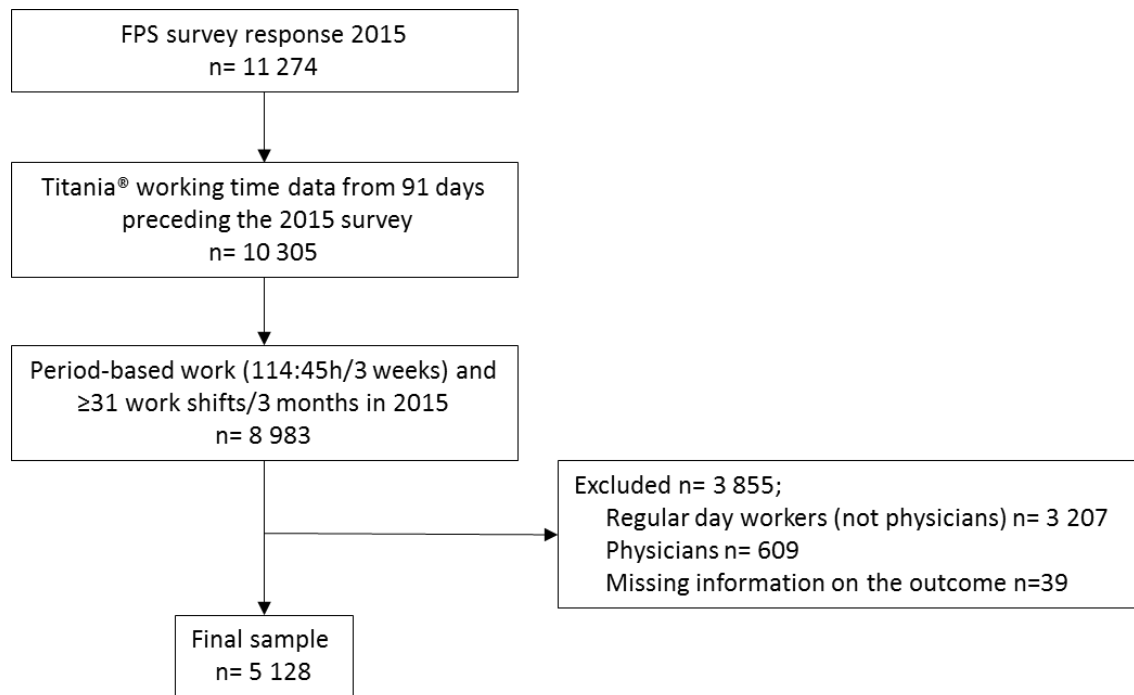 FPS survey response 2015
n= 11 274
Titania® working time data from 91 days
preceding the 2015 survey
n= 10 305
Period-based work (114:45h/3 weeks) and
≥31 work shifts/3 months in 2015
n= 8 983
Excluded n= 3 855;
Regular day workers (not physicians) n= 3 207
Physicians n= 609
Missing information on the outcome n=39
Final sample
n= 5 128